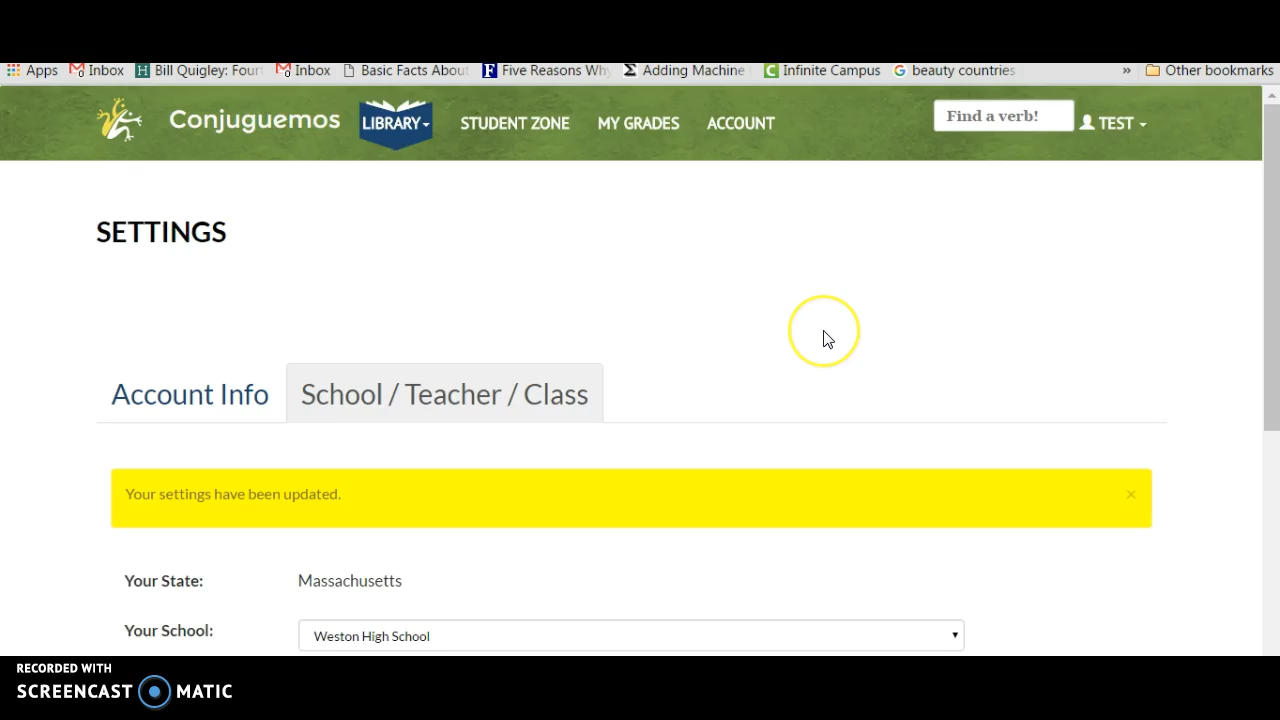 Apps Inbox Bill Quigley: Fourt Inbox Basic Facts About Five Reasons Why Adding Machine Infinite Campus beauty countries » Other bookmarks
Conjuguemos LIBRARY STUDENT ZONE MY GRADES ACCOUNT Find a verb! TEST
SETTINGS
Account Info School / Teacher / Class
Your settings have been updated. ×
Your State: Massachusetts
Your School: Weston High School
RECORDED WITH
SCREENCAST MATIC